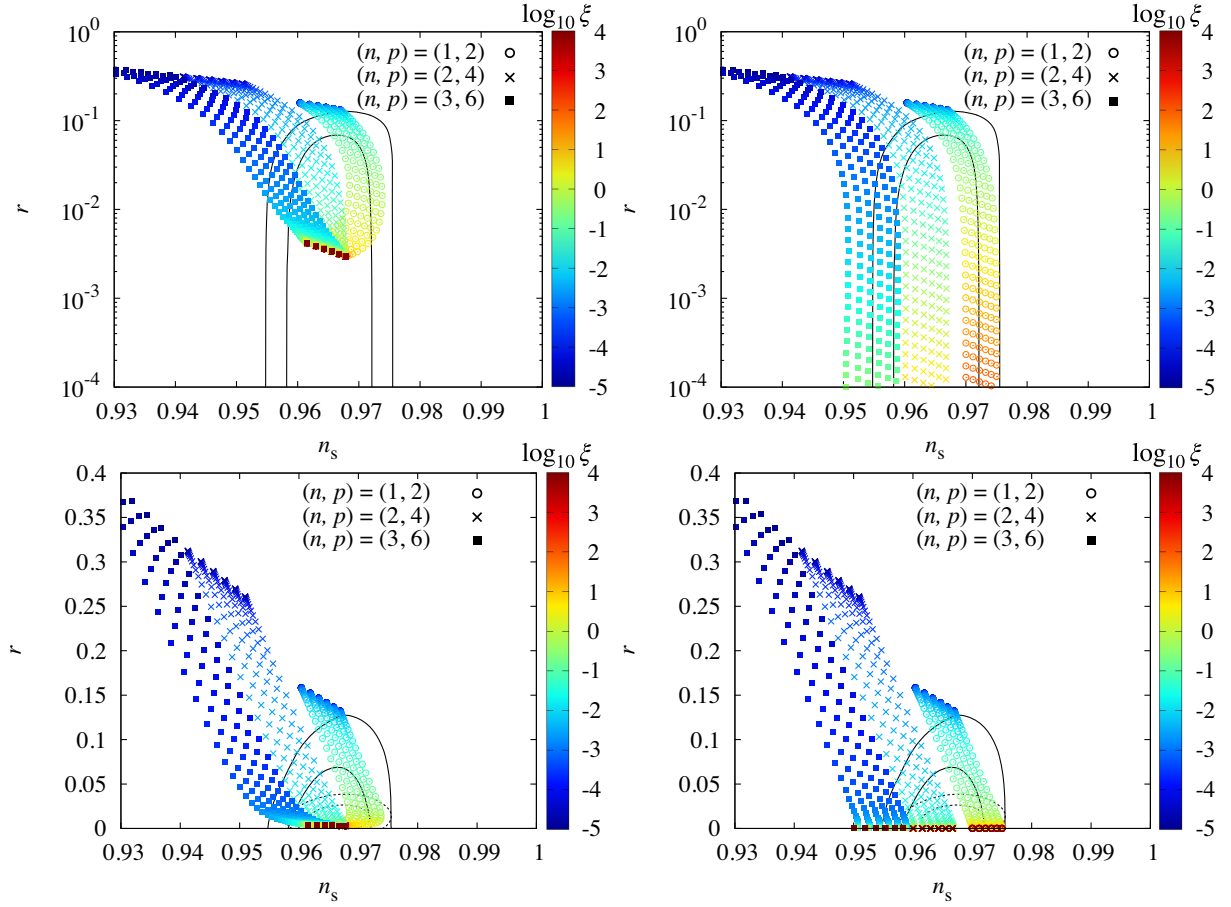 log₁₀ ξ
10⁰
10⁻¹
10⁻²
10⁻³
10⁻⁴
r
(n, p) = (1, 2)
(n, p) = (2, 4)
(n, p) = (3, 6)
4
3
2
1
0
-1
-2
-3
-4
-5
0.93 0.94 0.95 0.96 0.97 0.98 0.99 1
nₛ
log₁₀ ξ
10⁰
10⁻¹
10⁻²
10⁻³
10⁻⁴
r
(n, p) = (1, 2)
(n, p) = (2, 4)
(n, p) = (3, 6)
4
3
2
1
0
-1
-2
-3
-4
-5
0.93 0.94 0.95 0.96 0.97 0.98 0.99 1
nₛ
log₁₀ ξ
0.4
0.35
0.3
0.25
0.2
0.15
0.1
0.05
0
r
(n, p) = (1, 2)
(n, p) = (2, 4)
(n, p) = (3, 6)
4
3
2
1
0
-1
-2
-3
-4
-5
0.93 0.94 0.95 0.96 0.97 0.98 0.99 1
nₛ
log₁₀ ξ
0.4
0.35
0.3
0.25
0.2
0.15
0.1
0.05
0
r
(n, p) = (1, 2)
(n, p) = (2, 4)
(n, p) = (3, 6)
4
3
2
1
0
-1
-2
-3
-4
-5
0.93 0.94 0.95 0.96 0.97 0.98 0.99 1
nₛ